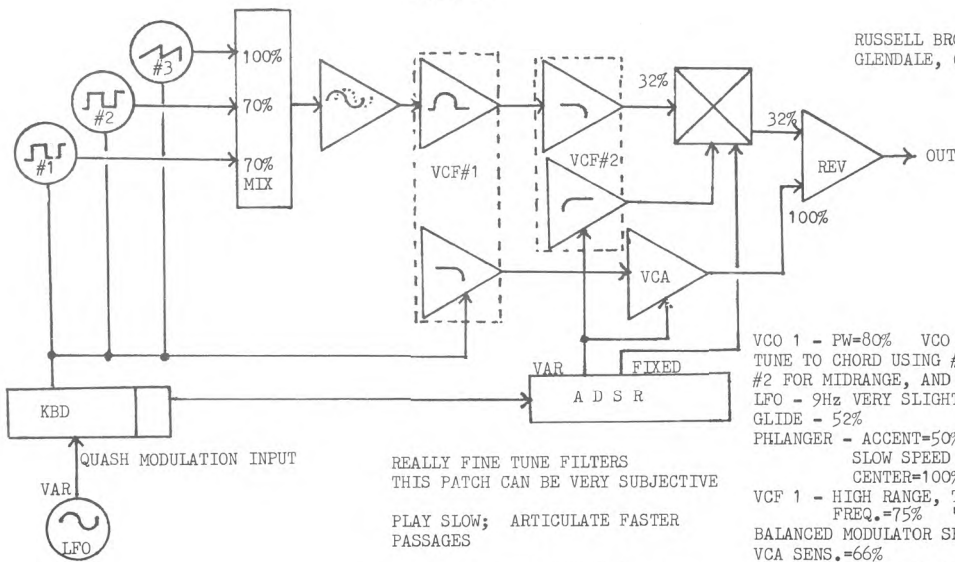 RUSSELL
GLENDALE,
#3
100%
#2
70%
#1
70%
MIX
VCF#1
32%
VCF#2
32%
REV
OUT
100%
VCA
VAR
FIXED
A D S R
KBD
QUASH MODULATION INPUT
VAR
LFO
REALLY FINE TUNE FILTERS
THIS PATCH CAN BE VERY SUBJECTIVE
PLAY SLOW; ARTICULATE FASTER
PASSAGES
VCO 1 - PW=80% VCO
TUNE TO CHORD USING
#2 FOR MIDRANGE, AND
LFO - 9Hz VERY SLIGHT
GLIDE - 52%
PHLANGER - ACCENT=50%
SLOW SPEED
CENTER=100%
VCF 1 - HIGH RANGE,
FREQ.=75%
BALANCED MODULATOR
VCA SENS.=66%